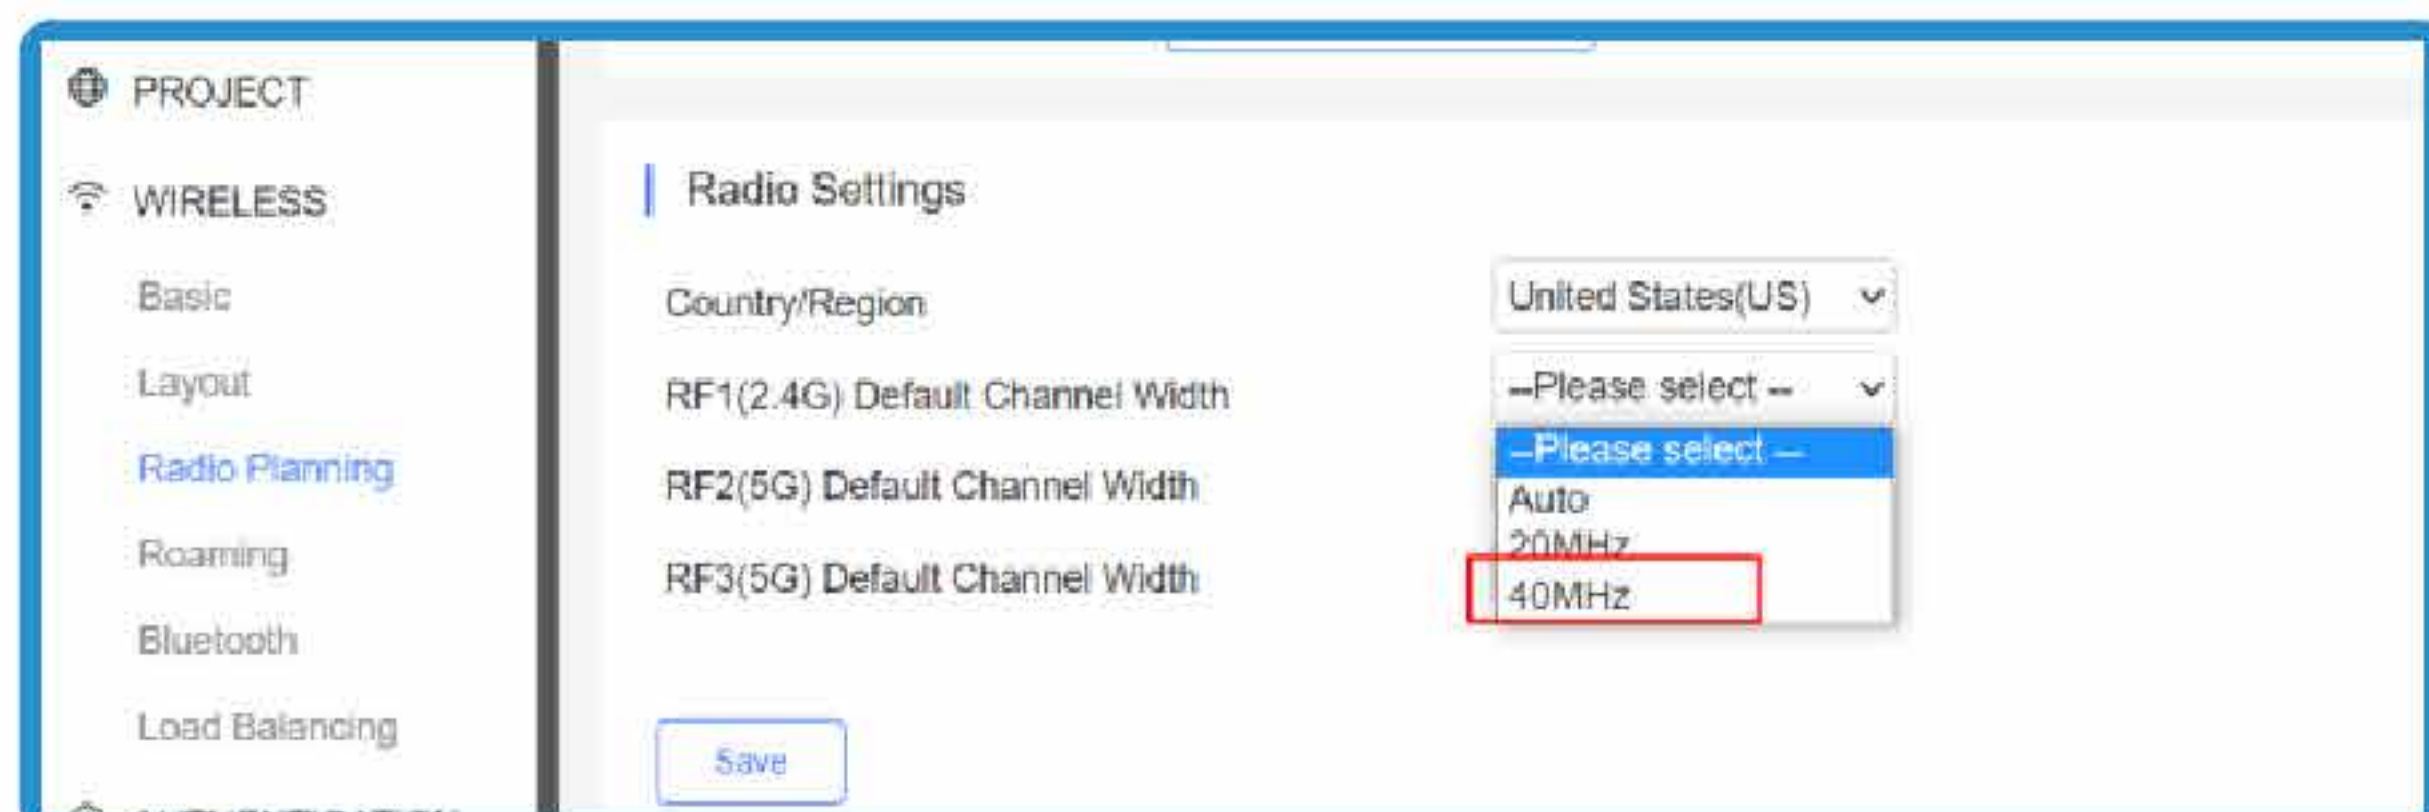 PROJECT
WIRELESS
Basic
Layout
Radio Planning
Roaming
Bluetooth
Load Balancing
Radio Settings
Country/Region
United States(US)
RF1(2.4G) Default Channel Width
--Please select --
--Please select --
Auto
20MHz
40MHz
RF2(5G) Default Channel Width
RF3(5G) Default Channel Width
Save